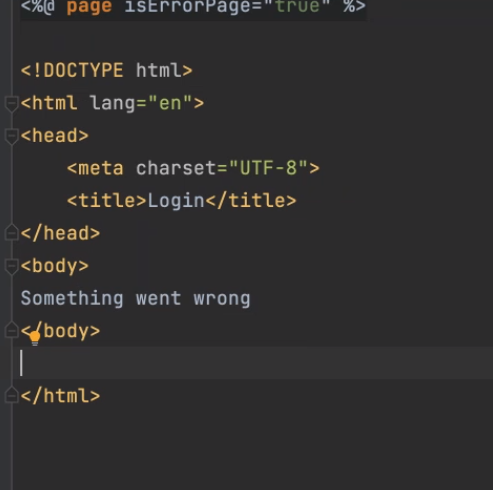 <%@ page isErrorPage="true" %>
<!DOCTYPE html>
<html lang="en">
<head>
    <meta charset="UTF-8">
    <title>Login</title>
</head>
<body>
Something went wrong
</body>
</html>